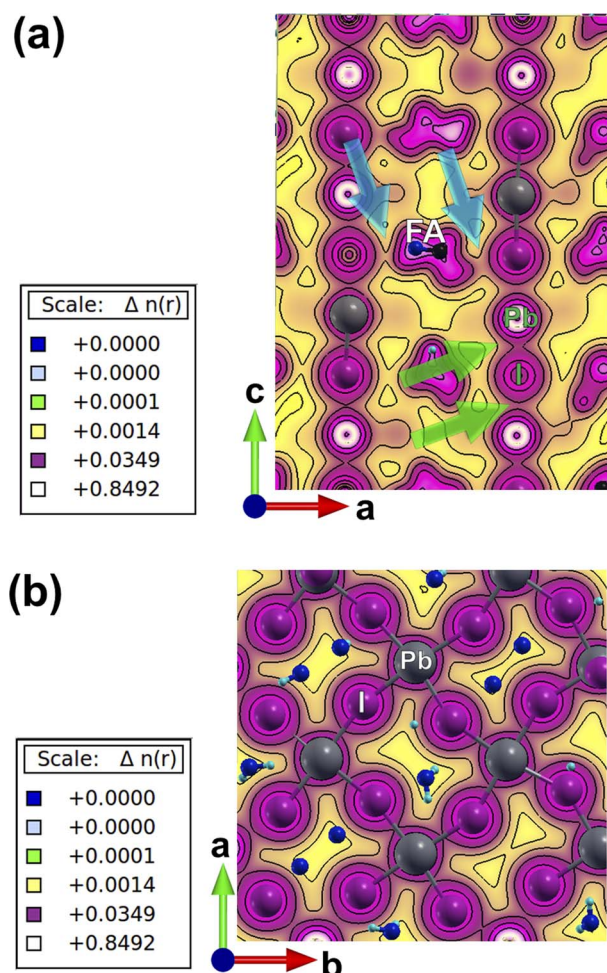 (a)
FA
Pb
I
Scale: Δ n(r)
+0.0000
+0.0000
+0.0001
+0.0014
+0.0349
+0.8492
c
a
(b)
Pb
I
Scale: Δ n(r)
+0.0000
+0.0000
+0.0001
+0.0014
+0.0349
+0.8492
a
b